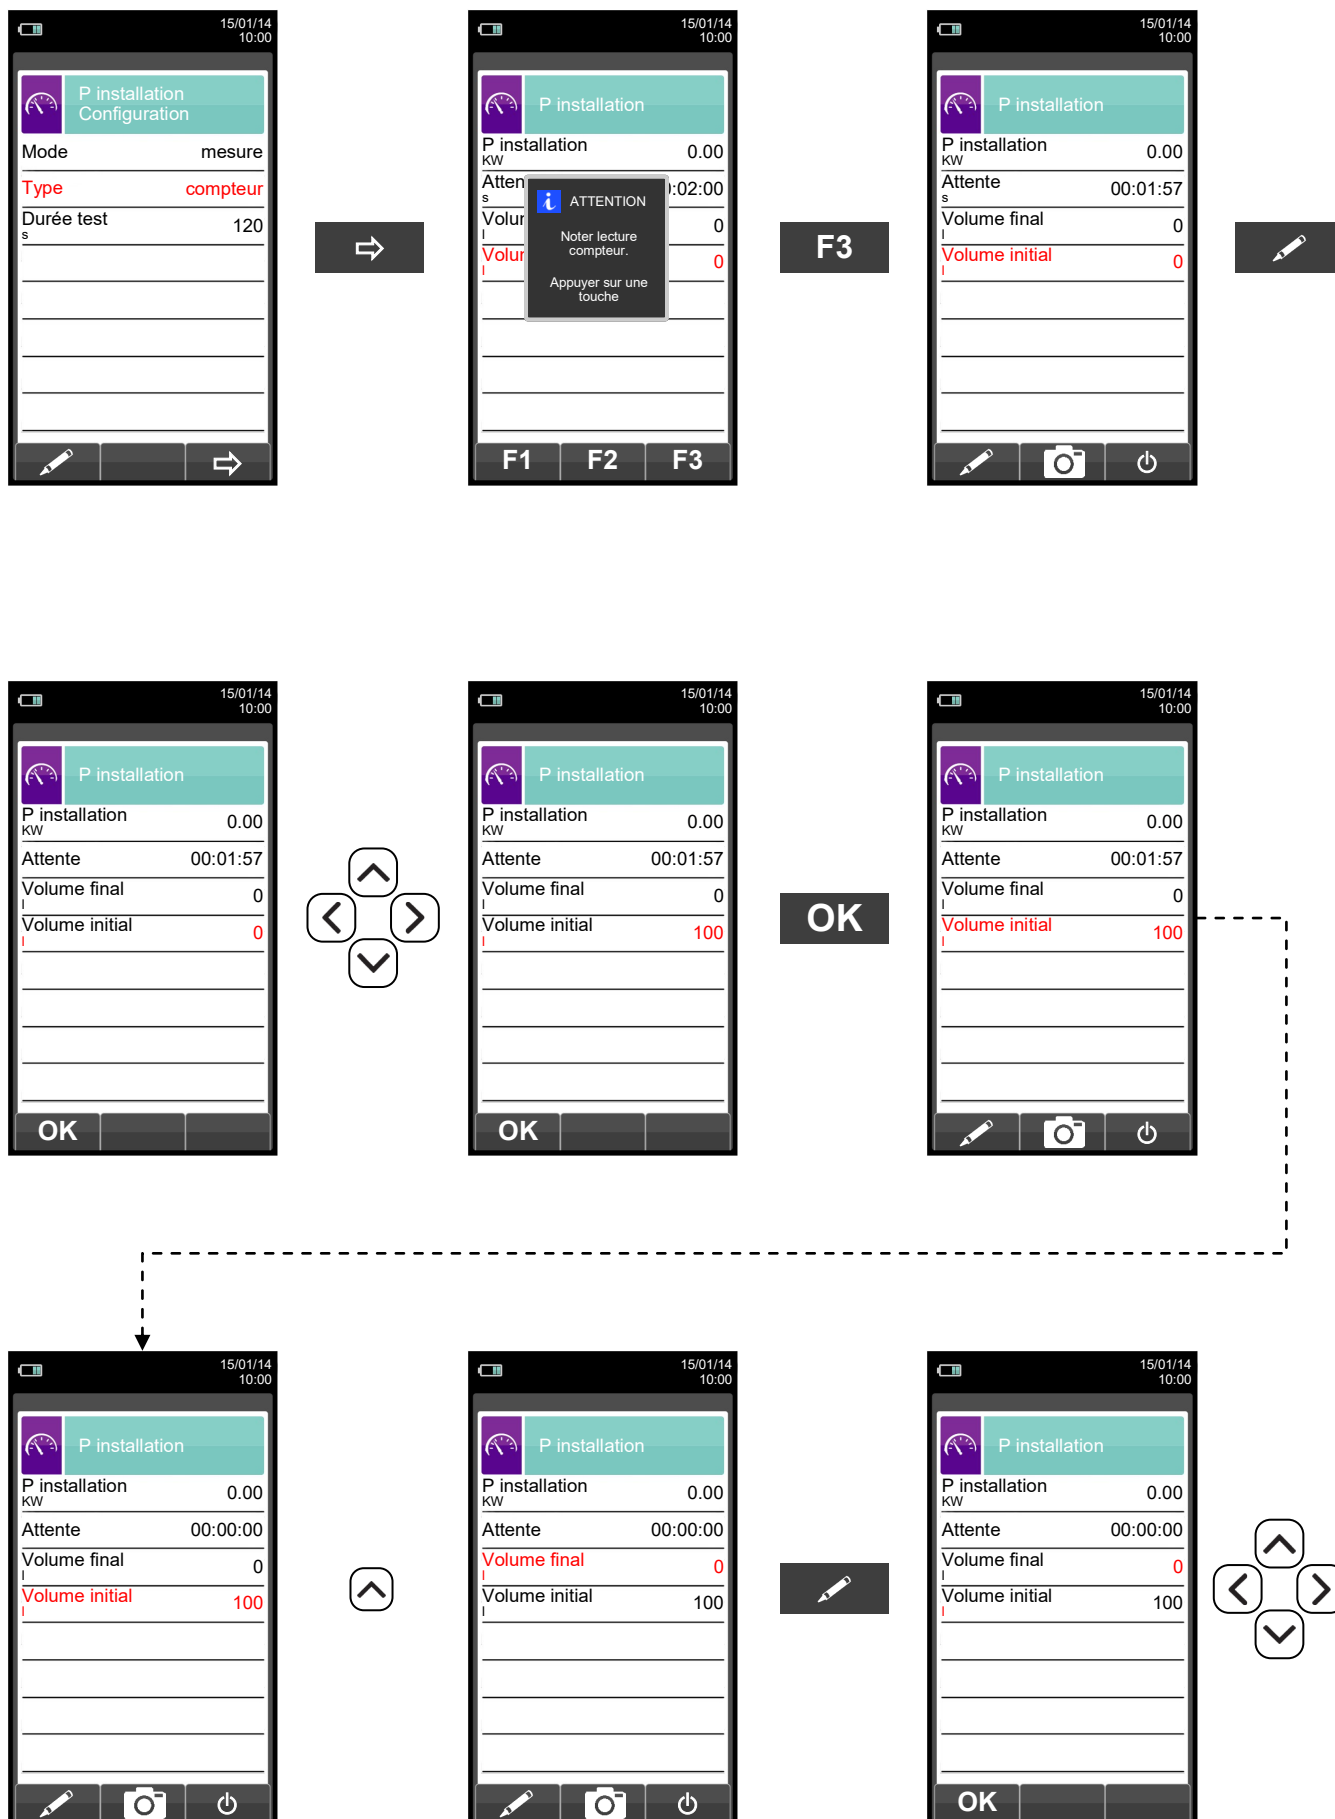 15/01/14
10:00
P installation
Configuration
Mode mesure
Type compteur
Durée test 120
s
15/01/14
10:00
P installation
P installation 0.00
KW
Atten :02:00
s
Volur 0
l
Volur 0
l
i ATTENTION
Noter lecture
compteur.
Appuyer sur une
touche
F1 F2 F3
F3
15/01/14
10:00
P installation
P installation 0.00
KW
Attente 00:01:57
s
Volume final 0
l
Volume initial 0
l
15/01/14
10:00
P installation
P installation 0.00
KW
Attente 00:01:57
Volume final 0
l
Volume initial 0
l
OK
15/01/14
10:00
P installation
P installation 0.00
KW
Attente 00:01:57
Volume final 0
l
Volume initial 100
l
OK
OK
15/01/14
10:00
P installation
P installation 0.00
KW
Attente 00:01:57
Volume final 0
l
Volume initial 100
l
15/01/14
10:00
P installation
P installation 0.00
KW
Attente 00:00:00
Volume final 0
l
Volume initial 100
l
15/01/14
10:00
P installation
P installation 0.00
KW
Attente 00:00:00
Volume final 0
l
Volume initial 100
l
15/01/14
10:00
P installation
P installation 0.00
KW
Attente 00:00:00
Volume final 0
l
Volume initial 100
l
OK